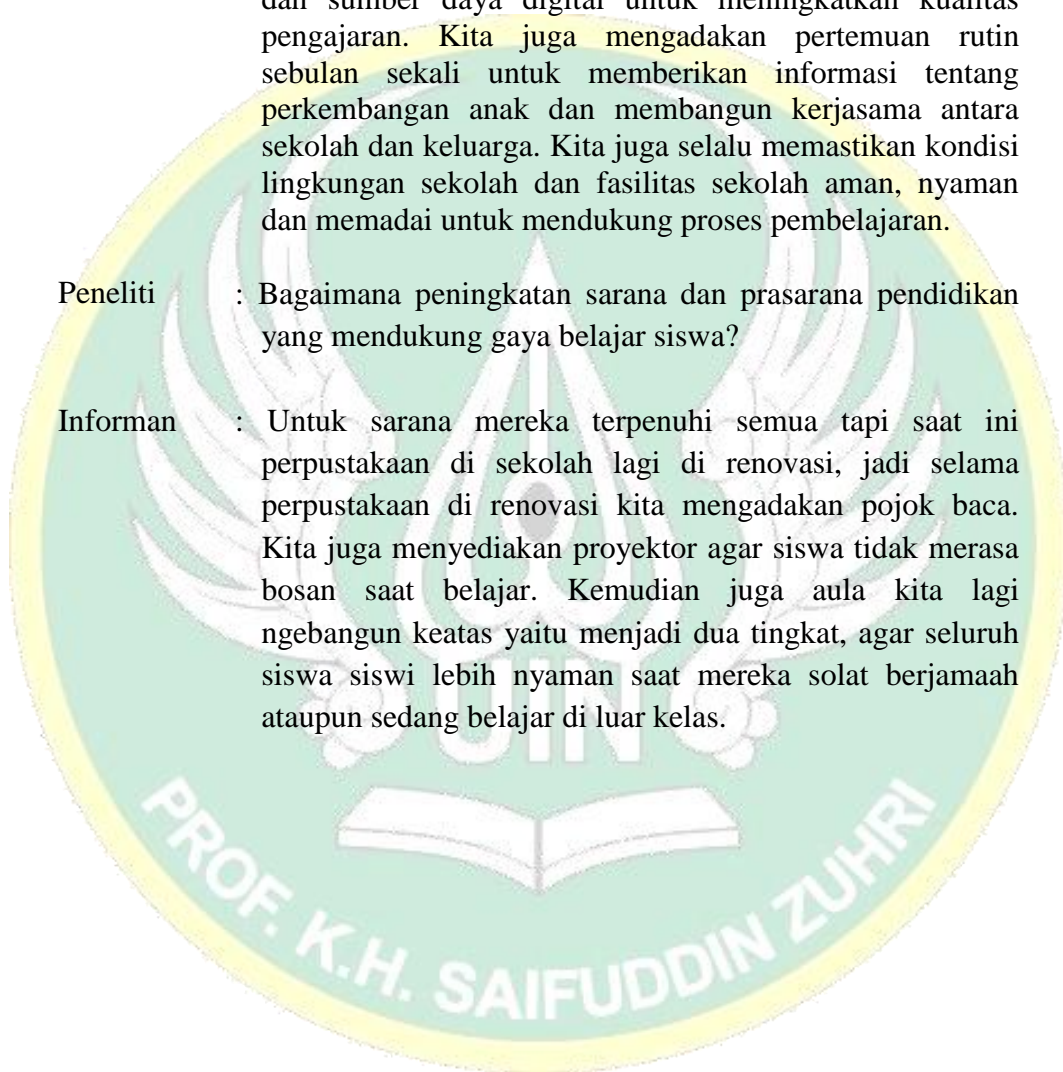 dan sumber daya digital untuk meningkatkan kualitas
pengajaran. Kita juga mengadakan pertemuan rutin
sebulan sekali untuk memberikan informasi tentang
perkembangan anak dan membangun kerjasama antara
sekolah dan keluarga. Kita juga selalu memastikan kondisi
lingkungan sekolah dan fasilitas sekolah aman, nyaman
dan memadai untuk mendukung proses pembelajaran.
Peneliti : Bagaimana peningkatan sarana dan prasarana pendidikan
yang mendukung gaya belajar siswa?
Informan : Untuk sarana mereka terpenuhi semua tapi saat ini
perpustakaan di sekolah lagi di renovasi, jadi selama
perpustakaan di renovasi kita mengadakan pojok baca.
Kita juga menyediakan proyektor agar siswa tidak merasa
bosan saat belajar. Kemudian juga aula kita lagi
ngebangun keatas yaitu menjadi dua tingkat, agar seluruh
siswa siswi lebih nyaman saat mereka solat berjamaah
ataupun sedang belajar di luar kelas.
UIN
PROF. K.H. SAIFUDDIN ZUHRI